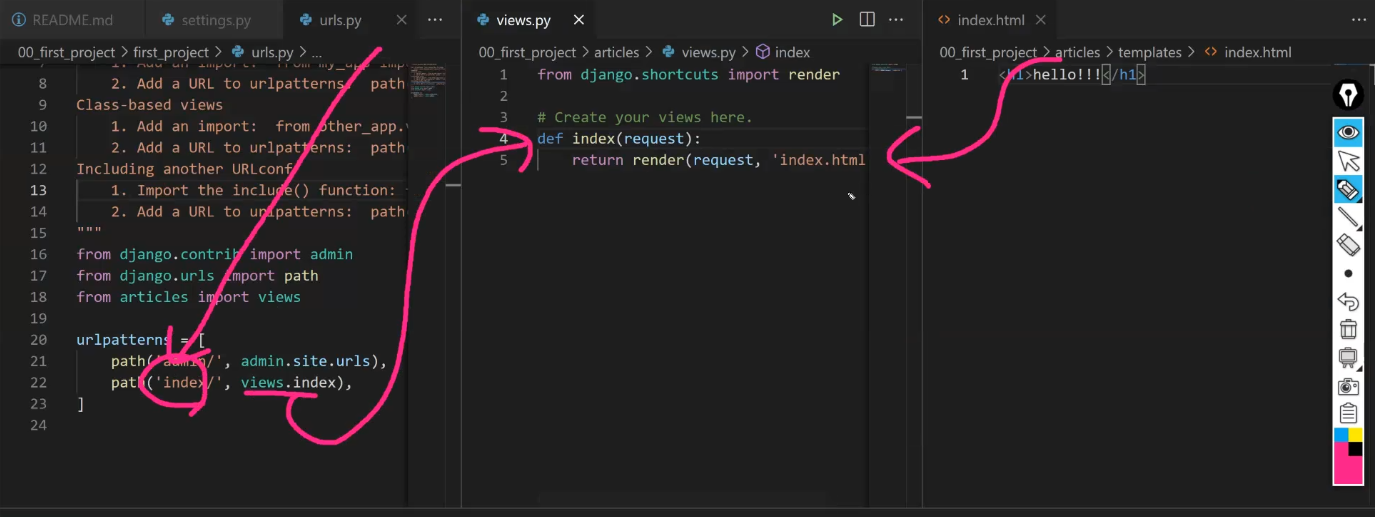 README.md
settings.py
urls.py
00_first_project > first_project > urls.py > ...
8 2. Add a URL to urlpatterns: path
9 Class-based views
10 1. Add an import: from other_app.
11 2. Add a URL to urlpatterns: path
12 Including another URLconf
13 1. Import the include() function:
14 2. Add a URL to urlpatterns: path
15 """
16 from django.contrib import admin
17 from django.urls import path
18 from articles import views
19
20 urlpatterns = [
21 path('admin/', admin.site.urls),
22 path('index/', views.index),
23 ]
24
views.py
00_first_project > articles > views.py > index
1 from django.shortcuts import render
2
3 # Create your views here.
4 def index(request):
5 return render(request, 'index.html
index.html
00_first_project > articles > templates > index.html
1 <h1>hello!!!</h1>